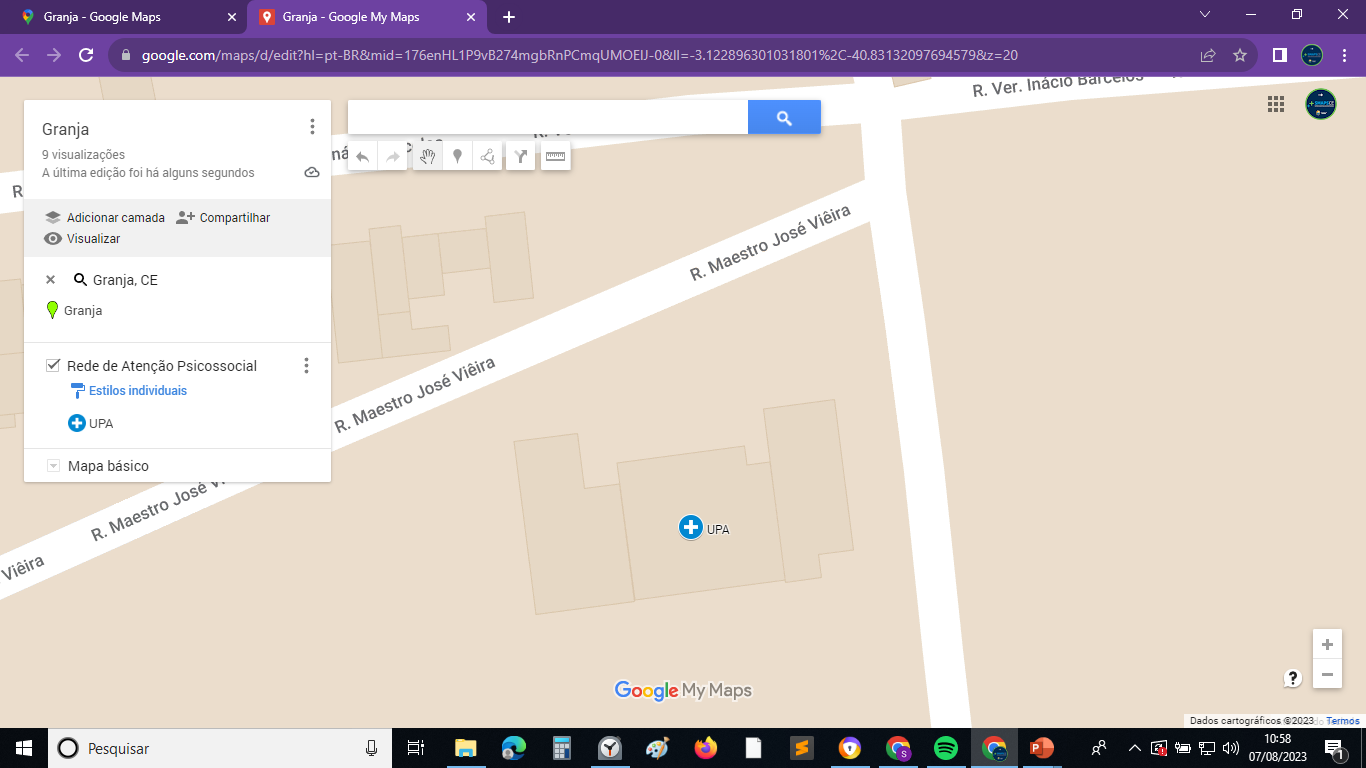 Granja - Google Maps
Granja - Google My Maps
google.com/maps/d/edit?hl=pt-BR&mid=176enHL1P9vB274mgbRnPCmqUMOEIJ-0&ll=-3.122896301031801%2C-40.83132097694579&z=20
R. Ver. Inácio Barcelos
Granja
9 visualizações
A última edição foi há alguns segundos
Adicionar camada
Compartilhar
Visualizar
Granja, CE
Granja
Rede de Atenção Psicossocial
Estilos individuais
UPA
Mapa básico
R. Maestro José Viêira
R. Maestro José Viêira
R. Maestro José
Viêira
UPA
Google My Maps
Dados cartográficos ©2023
Termos
Pesquisar
10:58
07/08/2023
1